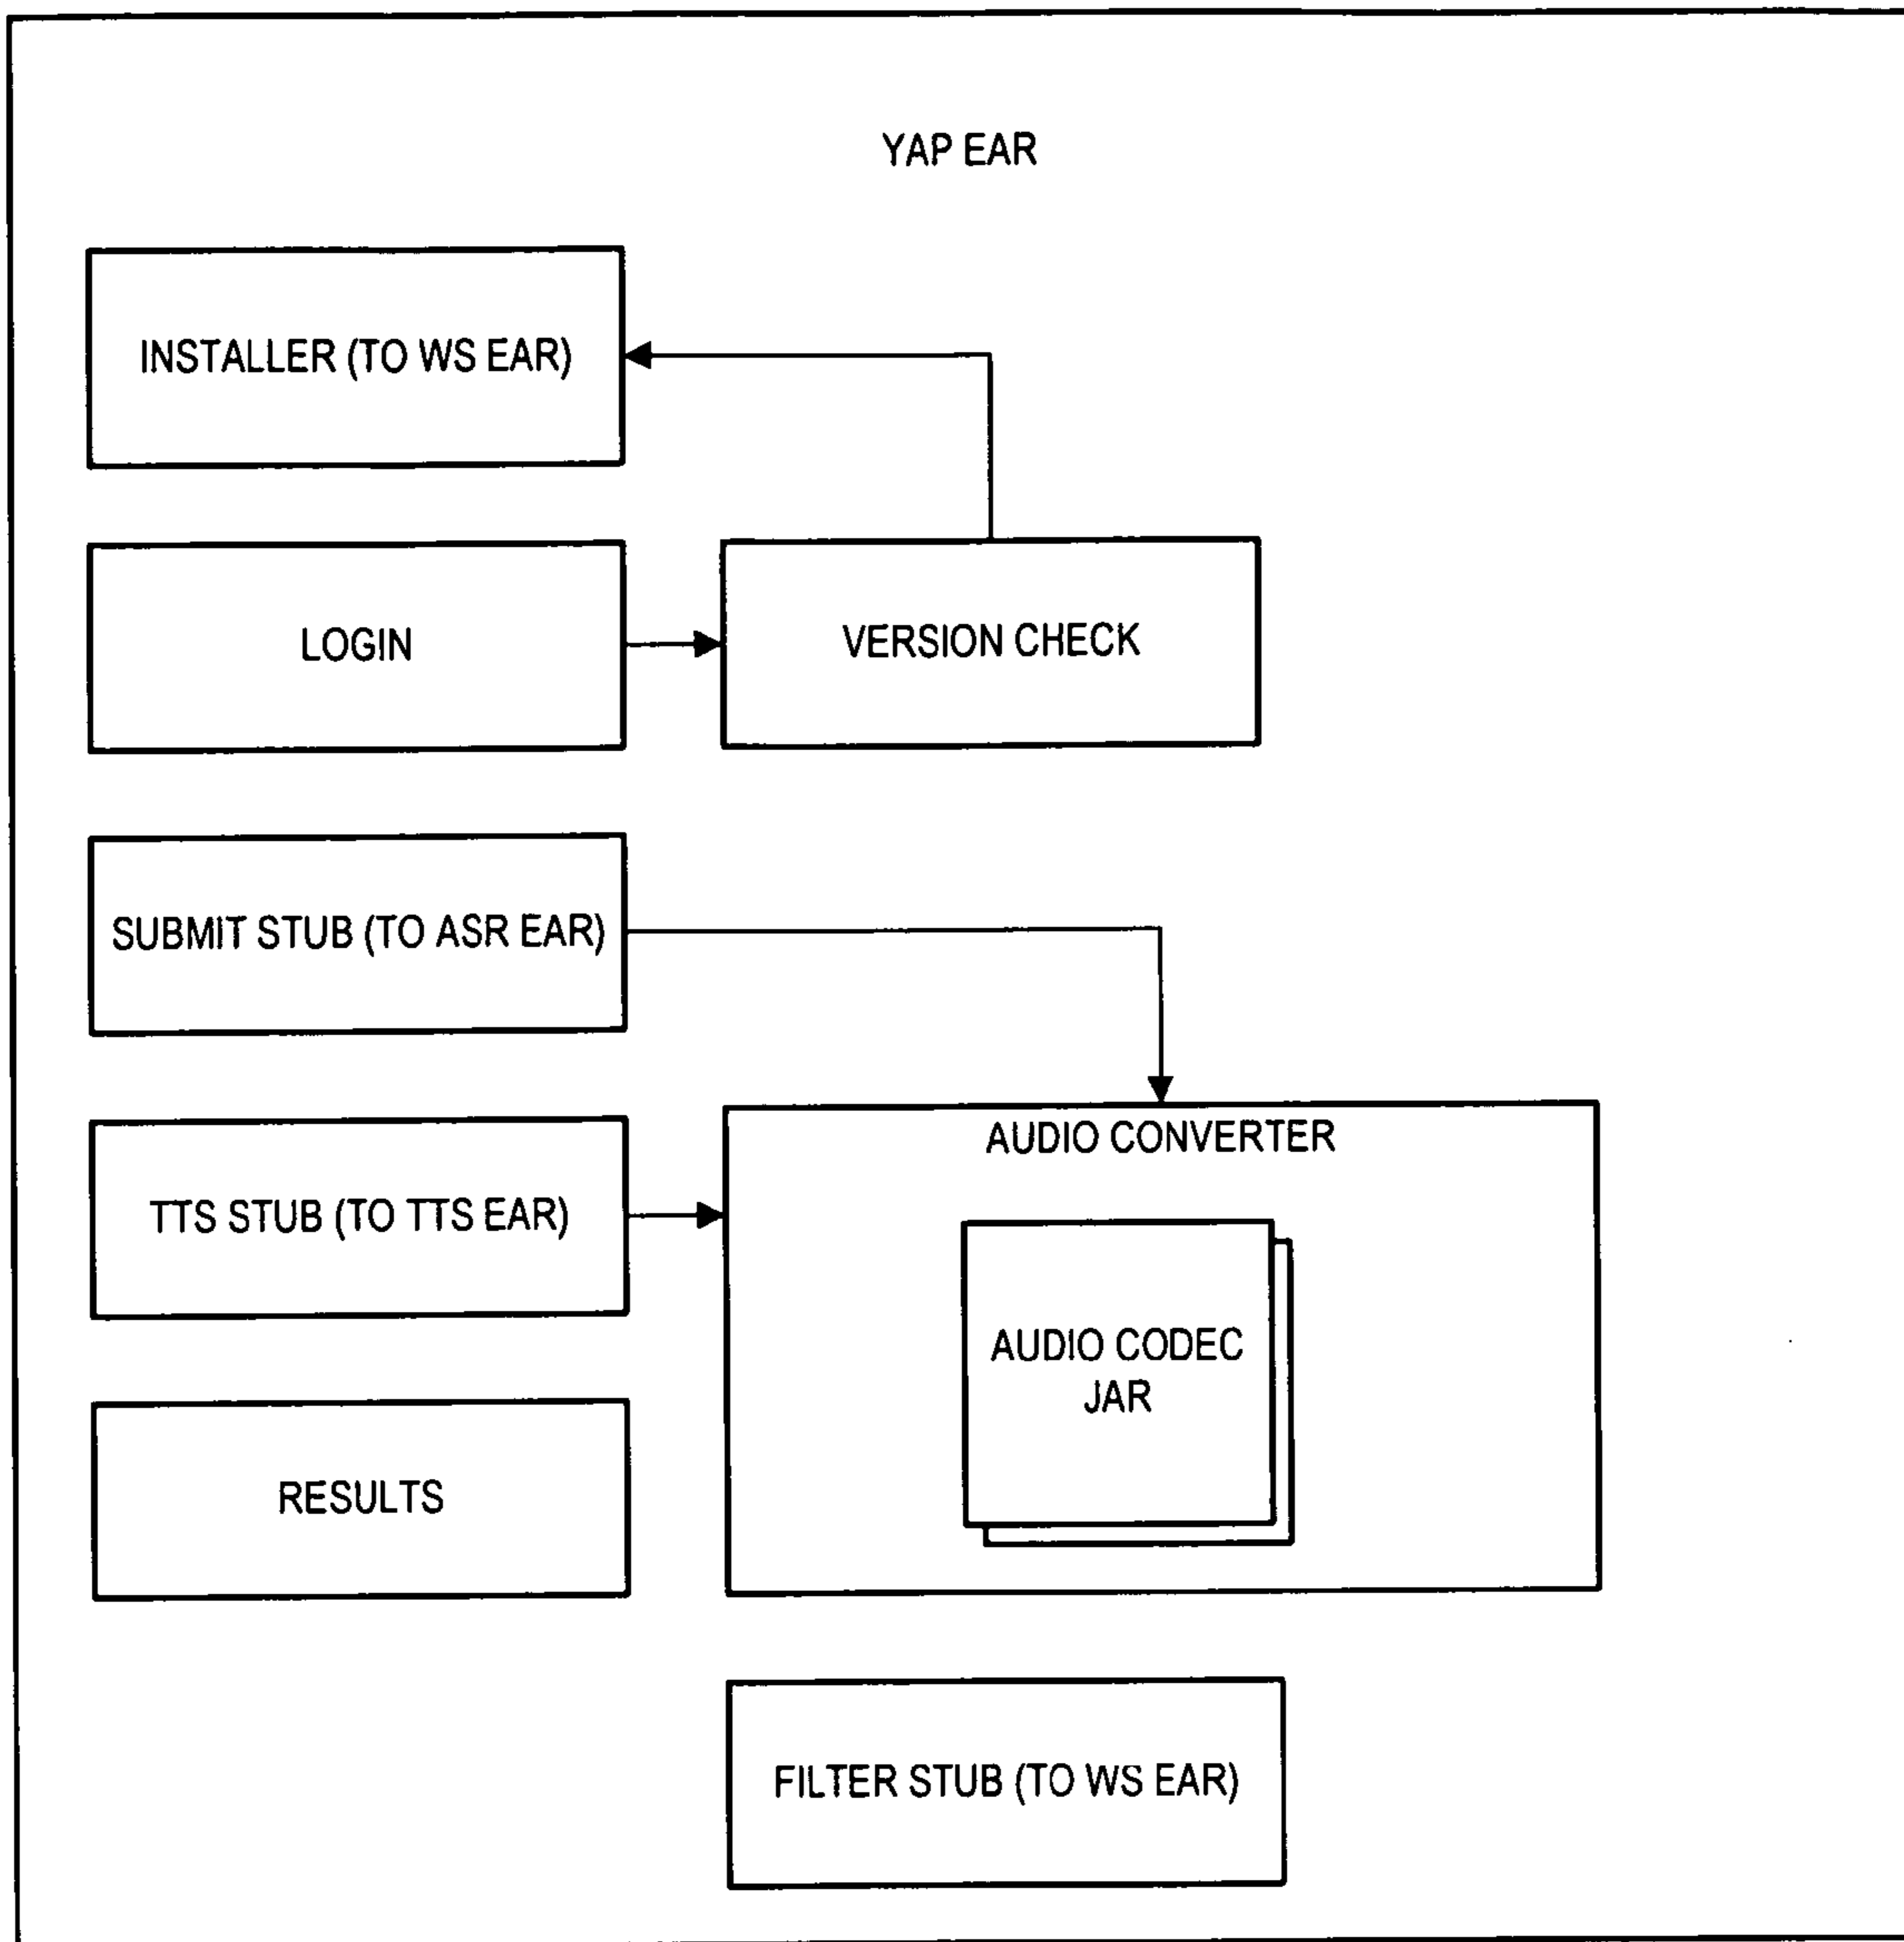 YAP EAR
INSTALLER (TO WS EAR)
LOGIN
VERSION CHECK
SUBMIT STUB (TO ASR EAR)
AUDIO CONVERTER
TTS STUB (TO TTS EAR)
AUDIO CODEC
JAR
RESULTS
FILTER STUB (TO WS EAR)